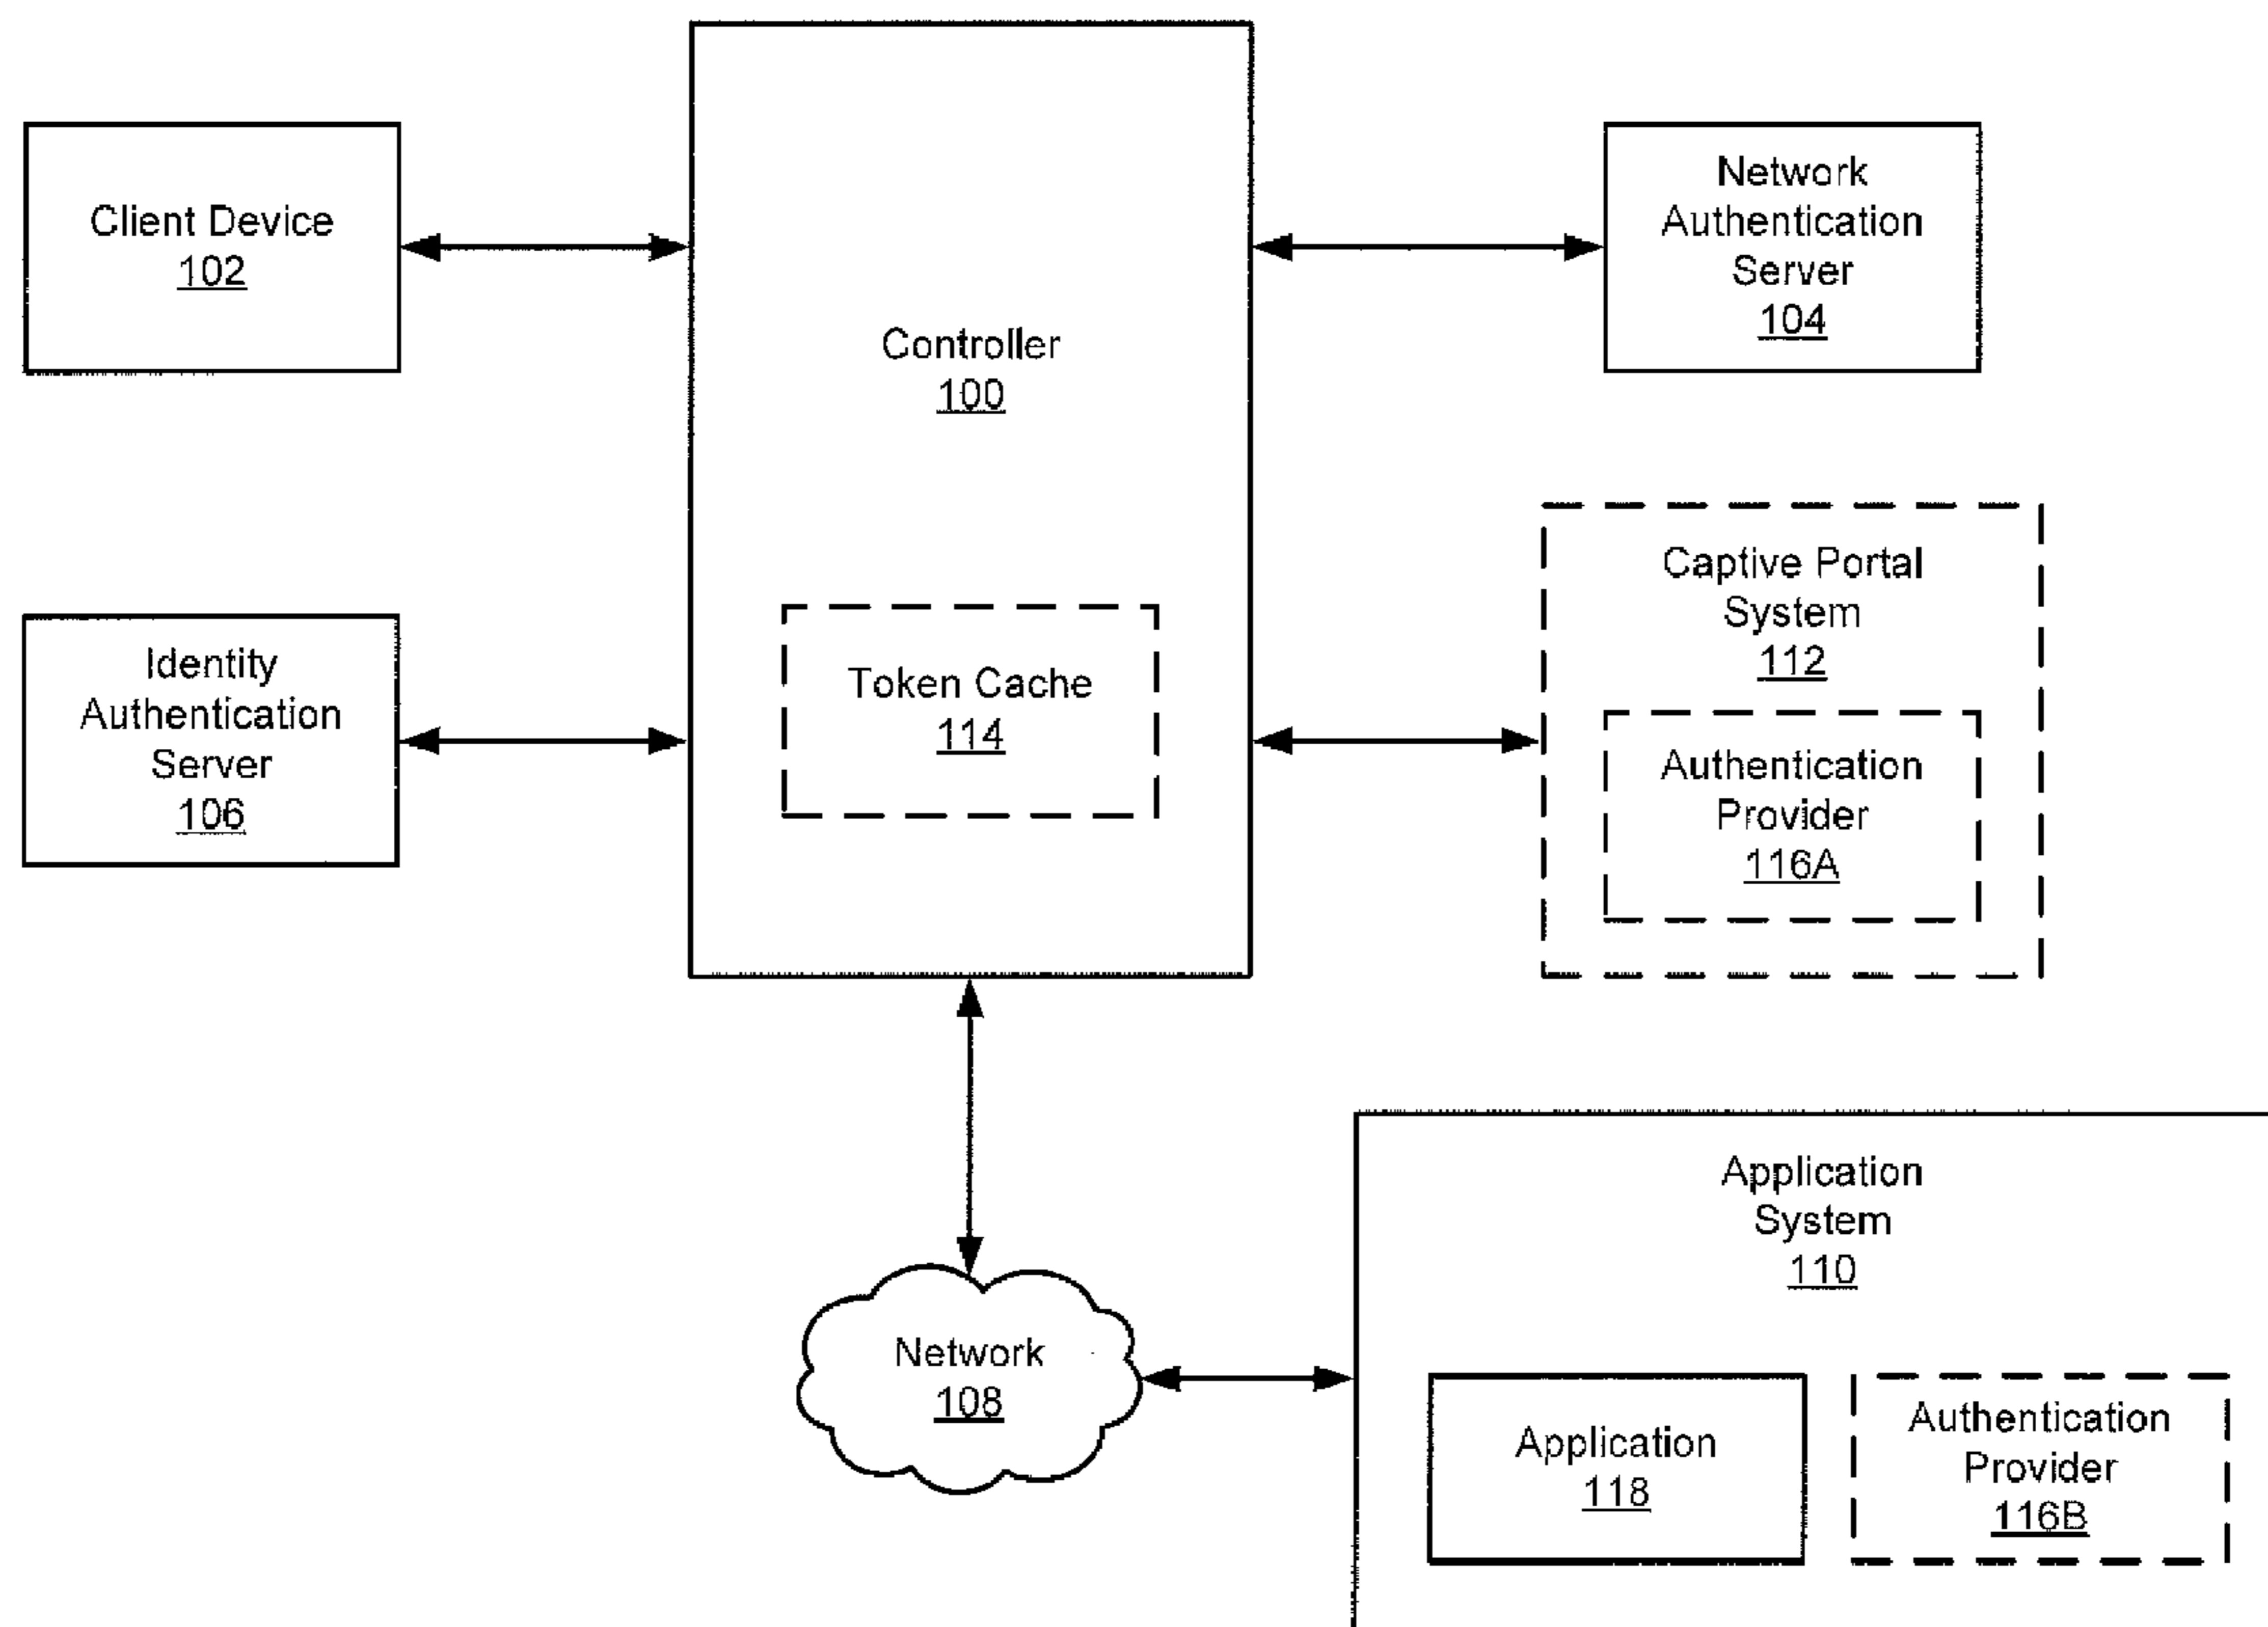 Client Device
102
Controller
100
Network
Authentication
Server
104
Identity
Authentication
Server
106
Token Cache
114
Captive Portal
System
112
Authentication
Provider
116A
Network
108
Application
System
110
Application
118
Authentication
Provider
116B